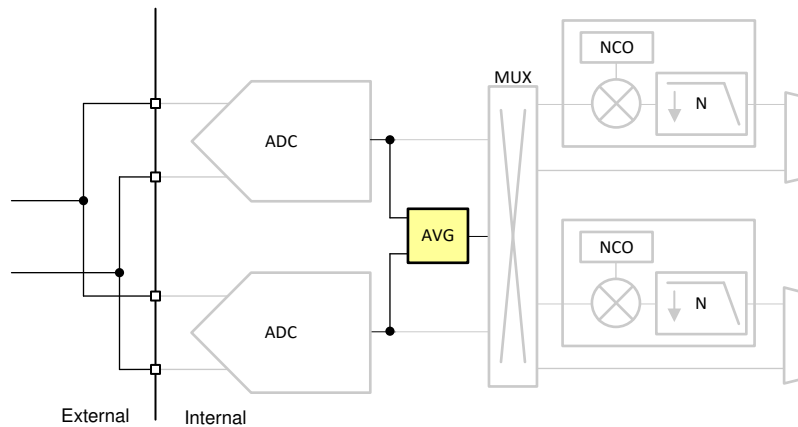 NCO
MUX
N
ADC
AVG
NCO
N
ADC
External
Internal